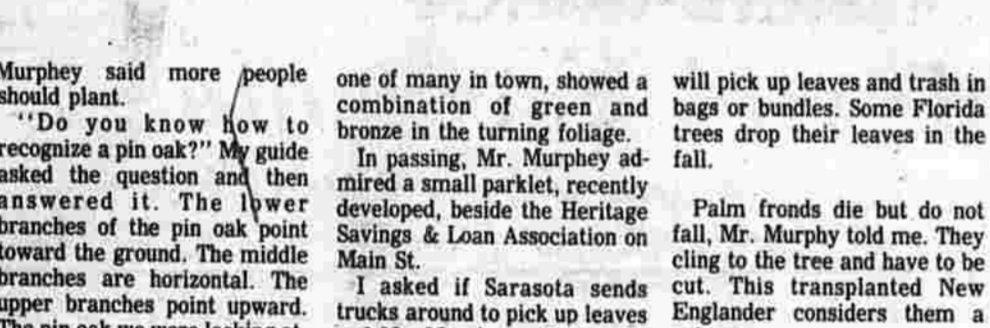 Murphey said more people
should plant.
"Do you know how to
recognize a pin oak?" My guide
asked the question and then
answered it. The lower
branches of the pin oak point
toward the ground. The middle
branches are horizontal. The
upper branches point upward.
The pin oak we were looking at,
one of many in town, showed a
combination of green and
bronze in the turning foliage.
In passing, Mr. Murphey ad-
mired a small parklet, recently
developed, beside the Heritage
Savings & Loan Association on
Main St.
I asked if Sarasota sends
trucks around to pick up leaves
will pick up leaves and trash in
bags or bundles. Some Florida
trees drop their leaves in the
fall.
Palm fronds die but do not
fall, Mr. Murphy told me. They
cling to the tree and have to be
cut. This transplanted New
Englander considers them a